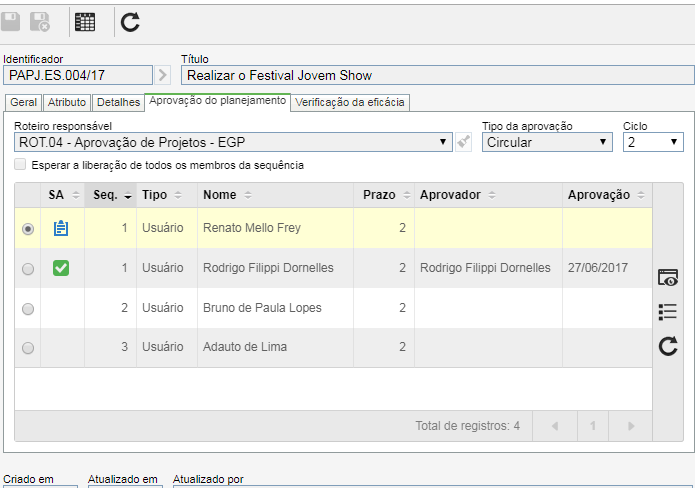 Identificador Título
PAPJ.ES.004/17 Realizar o Festival Jovem Show
Geral Atributo Detalhes Aprovação do planejamento Verificação da eficácia
Roteiro responsável Tipo da aprovação Ciclo
ROT.04 - Aprovação de Projetos - EGP Circular 2
Esperar a liberação de todos os membros da sequência
SA Seq. Tipo Nome Prazo Aprovador Aprovação
1 Usuário Renato Mello Frey 2
1 Usuário Rodrigo Filippi Dornelles 2 Rodrigo Filippi Dornelles 27/06/2017
2 Usuário Bruno de Paula Lopes 2
3 Usuário Adauto de Lima 2
Total de registros: 4 1
Criado em Atualizado em Atualizado por